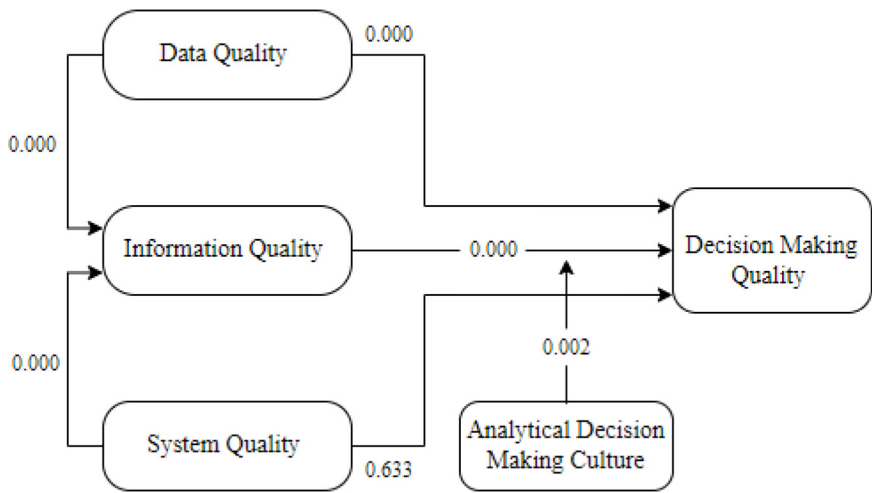 0.000
Data Quality
0.000
Information Quality
0.000
Decision Making
Quality
0.000
0.002
System Quality
0.633
Analytical Decision
Making Culture